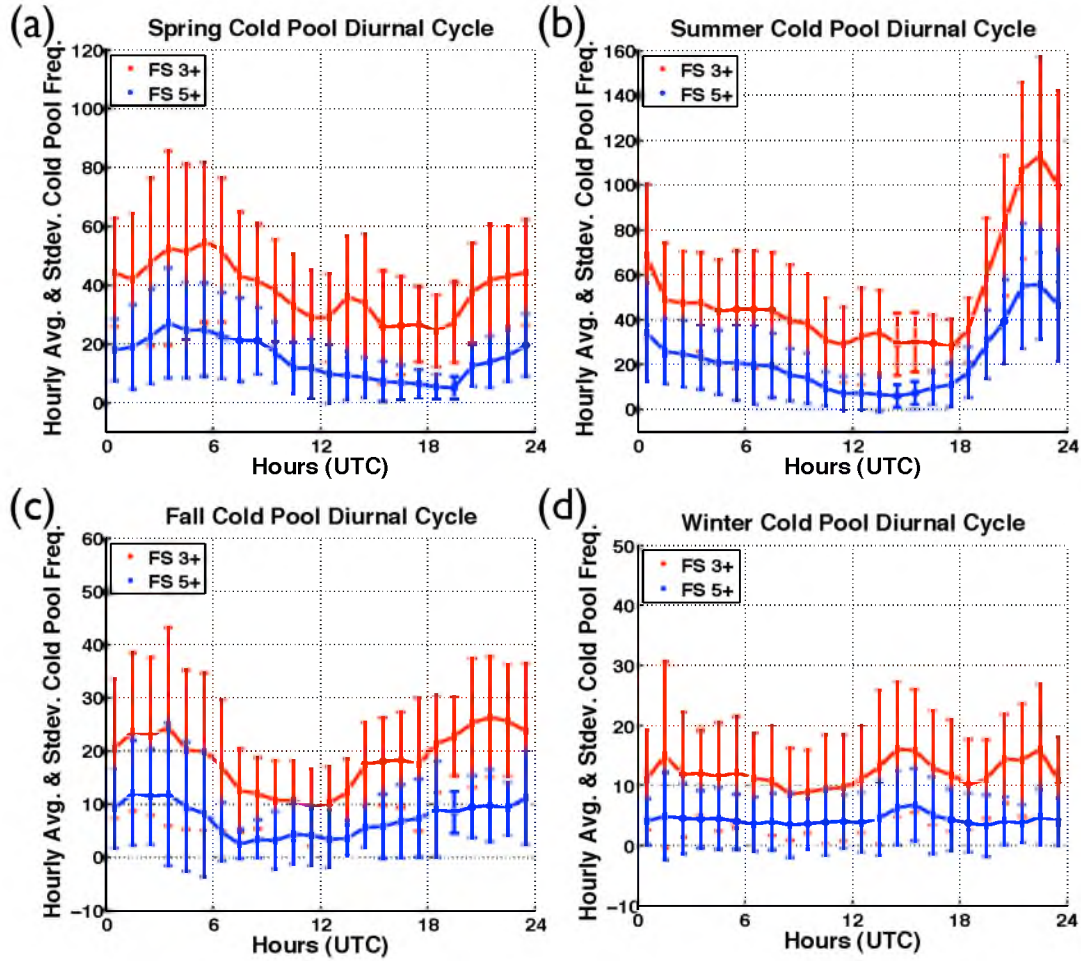 (a)
Spring Cold Pool Diurnal Cycle
Hourly Avg. & Stdev. Cold Pool Freq.
120
100
80
60
40
20
0
FS 3+
FS 5+
0 6 12 18 24
Hours (UTC)
(b)
Summer Cold Pool Diurnal Cycle
Hourly Avg. & Stdev. Cold Pool Freq.
160
140
120
100
80
60
40
20
0
FS 3+
FS 5+
0 6 12 18 24
Hours (UTC)
(c)
Fall Cold Pool Diurnal Cycle
Hourly Avg. & Stdev. Cold Pool Freq.
60
50
40
30
20
10
0
−10
FS 3+
FS 5+
0 6 12 18 24
Hours (UTC)
(d)
Winter Cold Pool Diurnal Cycle
Hourly Avg. & Stdev. Cold Pool Freq.
50
40
30
20
10
0
−10
FS 3+
FS 5+
0 6 12 18 24
Hours (UTC)